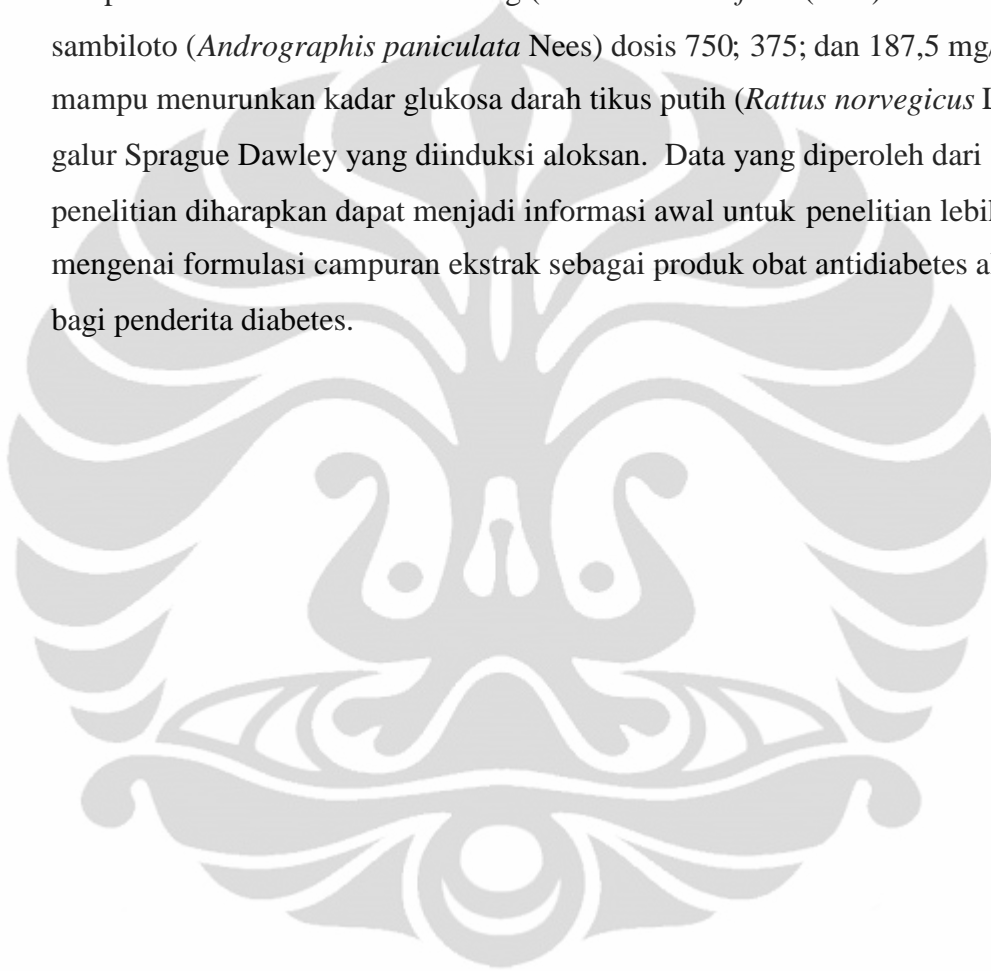 sambiloto (Andrographis paniculata Nees) dosis 750; 375; dan 187,5 mg/
mampu menurunkan kadar glukosa darah tikus putih (Rattus norvegicus
galur Sprague Dawley yang diinduksi aloksan. Data yang diperoleh dari
penelitian diharapkan dapat menjadi informasi awal untuk penelitian
mengenai formulasi campuran ekstrak sebagai produk obat antidiabetes
bagi penderita diabetes.